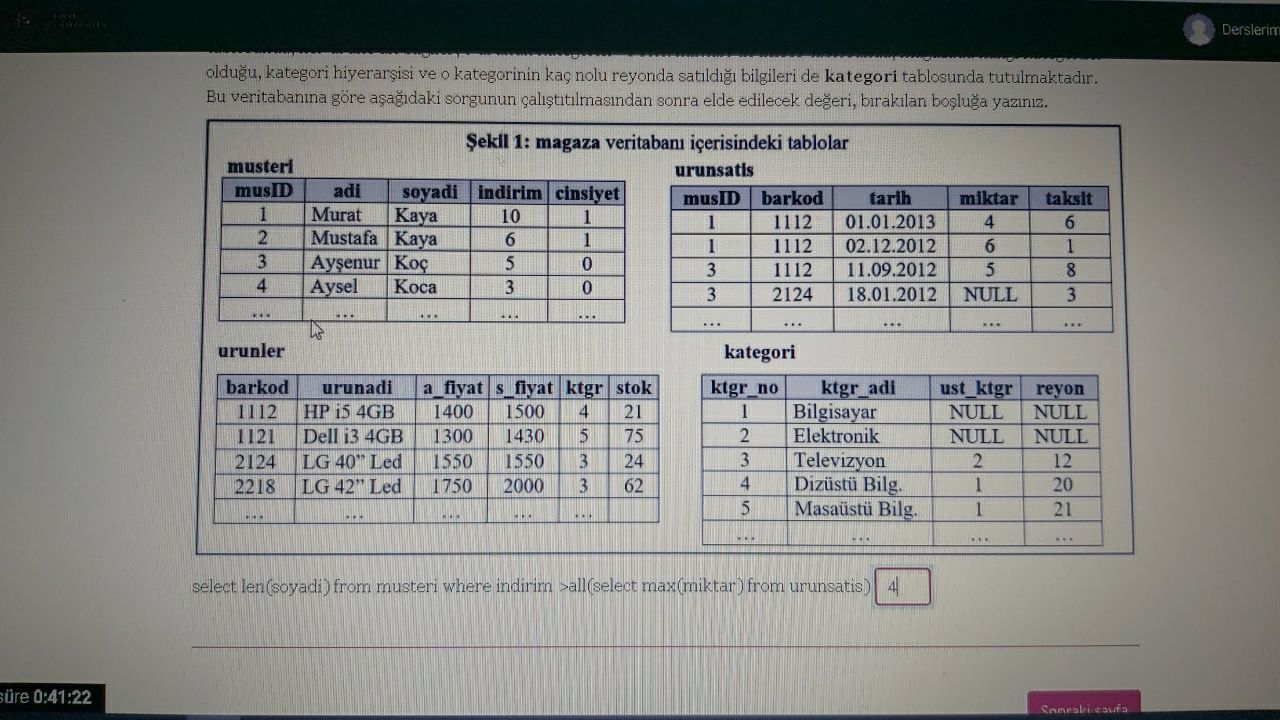 Derslerim
olduğu, kategori hiyerarşisi ve o kategorinin kaç nolu reyonda satıldığı bilgileri de kategori tablosunda tutulmaktadır.
Bu veritabanına göre aşağıdaki sorgunun çalıştıtılmasından sonra elde edilecek değeri, bırakılan boşluğa yazınız.
Şekil 1: magaza veritabanı içerisindeki tablolar
musteri
musID adi soyadi indirim cinsiyet
1 Murat Kaya 10 1
2 Mustafa Kaya 6 1
3 Ayşenur Koç 5 0
4 Aysel Koca 3 0
... ... ... ... ...
urunsatis
musID barkod tarih miktar taksit
1 1112 01.01.2013 4 6
1 1112 02.12.2012 6 1
3 1112 11.09.2012 5 8
3 2124 18.01.2012 NULL 3
... ... ... ... ...
urunler
barkod urunadi a_fiyat s_fiyat ktgr stok
1112 HP i5 4GB 1400 1500 4 21
1121 Dell i3 4GB 1300 1430 5 75
2124 LG 40” Led 1550 1550 3 24
2218 LG 42” Led 1750 2000 3 62
... ... ... ... ...
kategori
ktgr_no ktgr_adi ust_ktgr reyon
1 Bilgisayar NULL NULL
2 Elektronik NULL NULL
3 Televizyon 2 12
4 Dizüstü Bilg. 1 20
5 Masaüstü Bilg. 1 21
... ... ... ...
select len(soyadi) from musteri where indirim >all(select max(miktar) from urunsatis) 4
süre 0:41:22
Sonraki sayfa